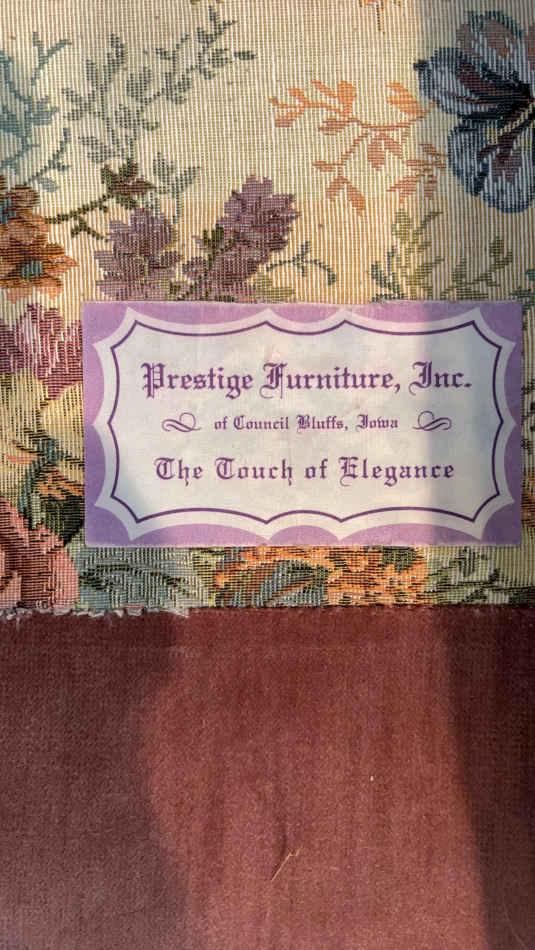 Prestige Furniture, Inc.
of Council Bluffs, Iowa
The Touch of Elegance